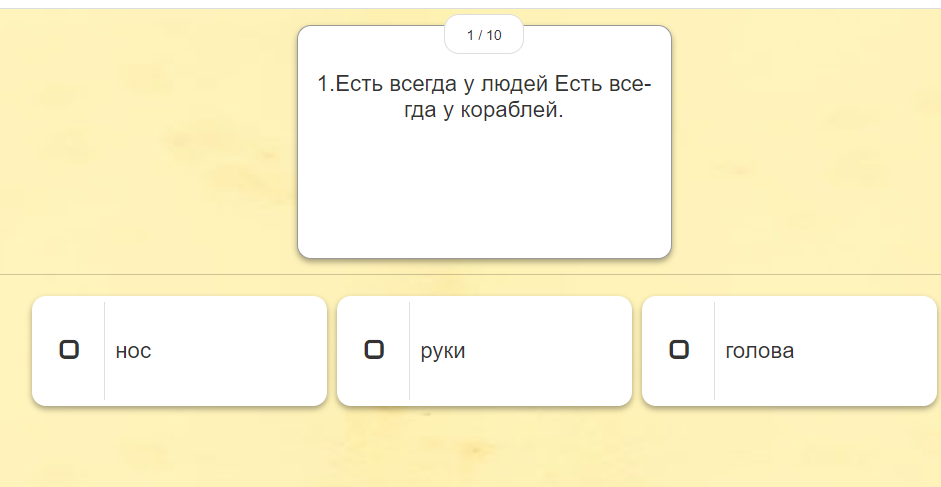 1 / 10
1.Есть всегда у людей Есть все-
гда у кораблей.
нос
руки
голова